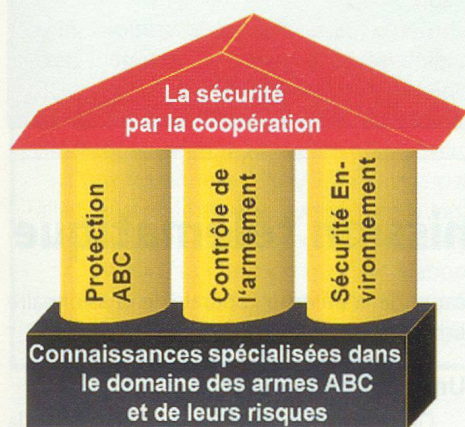 La sécurité
par la coopération
Protection
ABC
Contrôle de
l'armement
Sécurité En-
vironnement
Connaissances spécialisées dans
le domaine des armes ABC
et de leurs risques